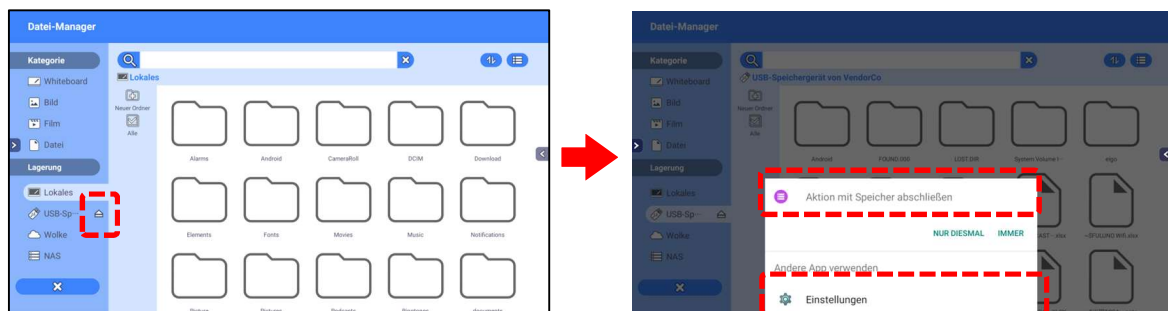 Datei-Manager
Kategorie
Whiteboard
Bild
Film
Datei
Lagerung
Lokales
USB-Sp...
Wolke
NAS
Lokales
Neuer Ordner
Alle
Alarms
Android
CameraRoll
DCIM
Download
Elements
Fonts
Movies
Music
Notifications
Datei-Manager
Kategorie
Whiteboard
Bild
Film
Datei
Lagerung
Lokales
USB-Sp...
Wolke
NAS
USB-Speichergerät von VendorCo
Neuer Ordner
Alle
Android
FOUND.000
LOST.DIR
System Volume I...
elgo
Aktion mit Speicher abschließen
NUR DIESMAL IMMER
Andere App verwenden
Einstellungen